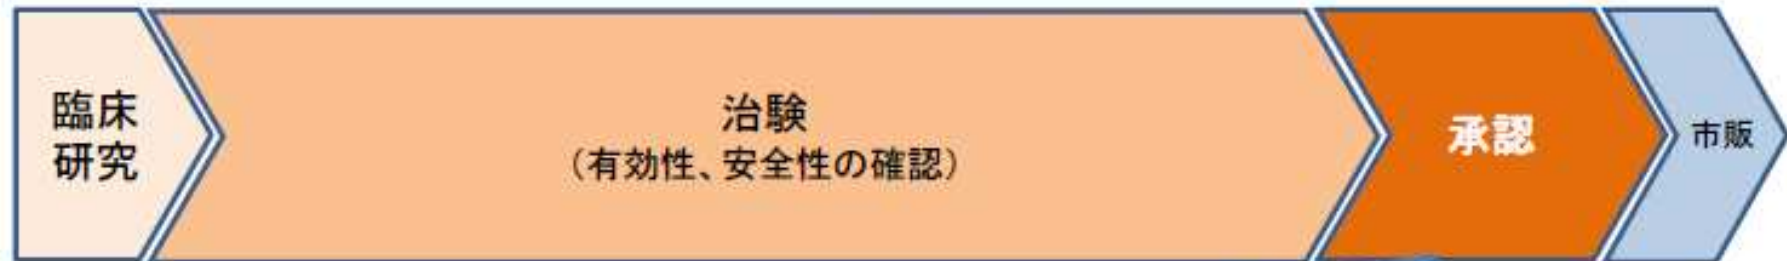 臨床
研究
治験
（有効性、安全性の確認）
承認
市販